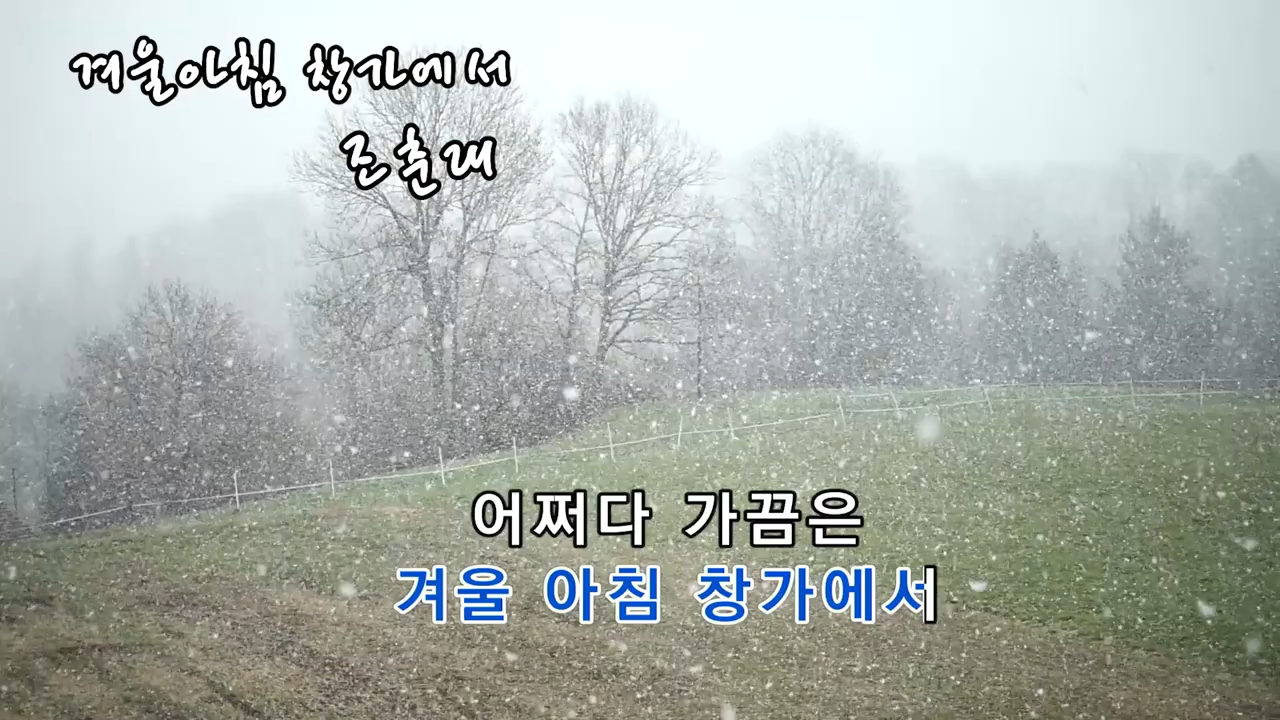 겨울아침 창가에서
조춘래
어쩌다 가끔은
겨울 아침 창가에서